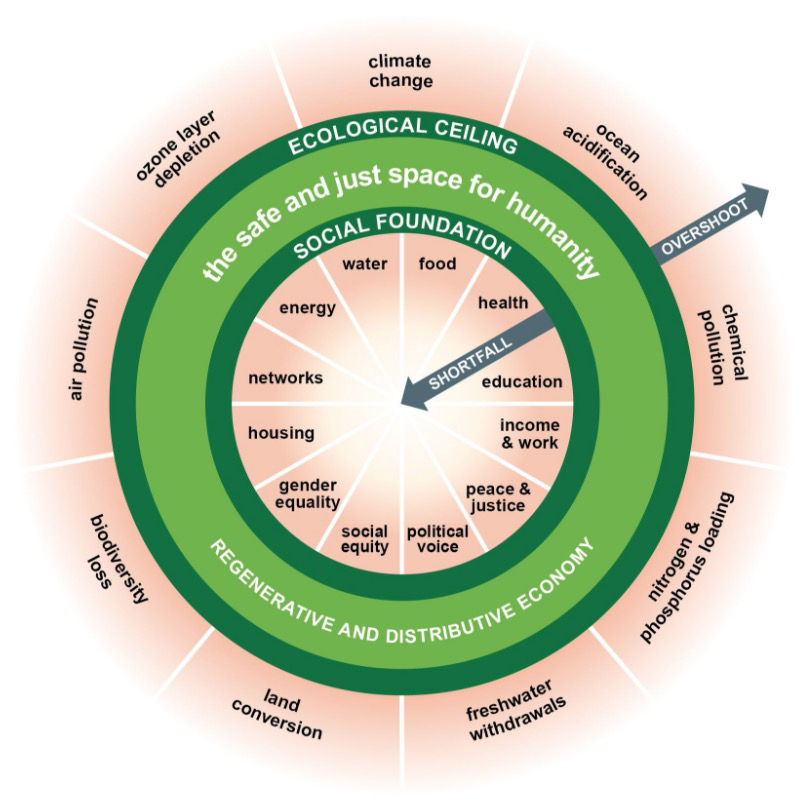 climate
change
ozone layer
depletion
ocean
acidification
ECOLOGICAL CEILING
the safe and just space for humanity
SOCIAL FOUNDATION
OVERSHOOT
water
food
energy
health
SHORTFALL
networks
education
housing
income
& work
gender
equality
peace &
justice
social
equity
political
voice
air pollution
chemical
pollution
REGENERATIVE AND DISTRIBUTIVE ECONOMY
biodiversity
loss
nitrogen &
phosphorus loading
land
conversion
freshwater
withdrawals